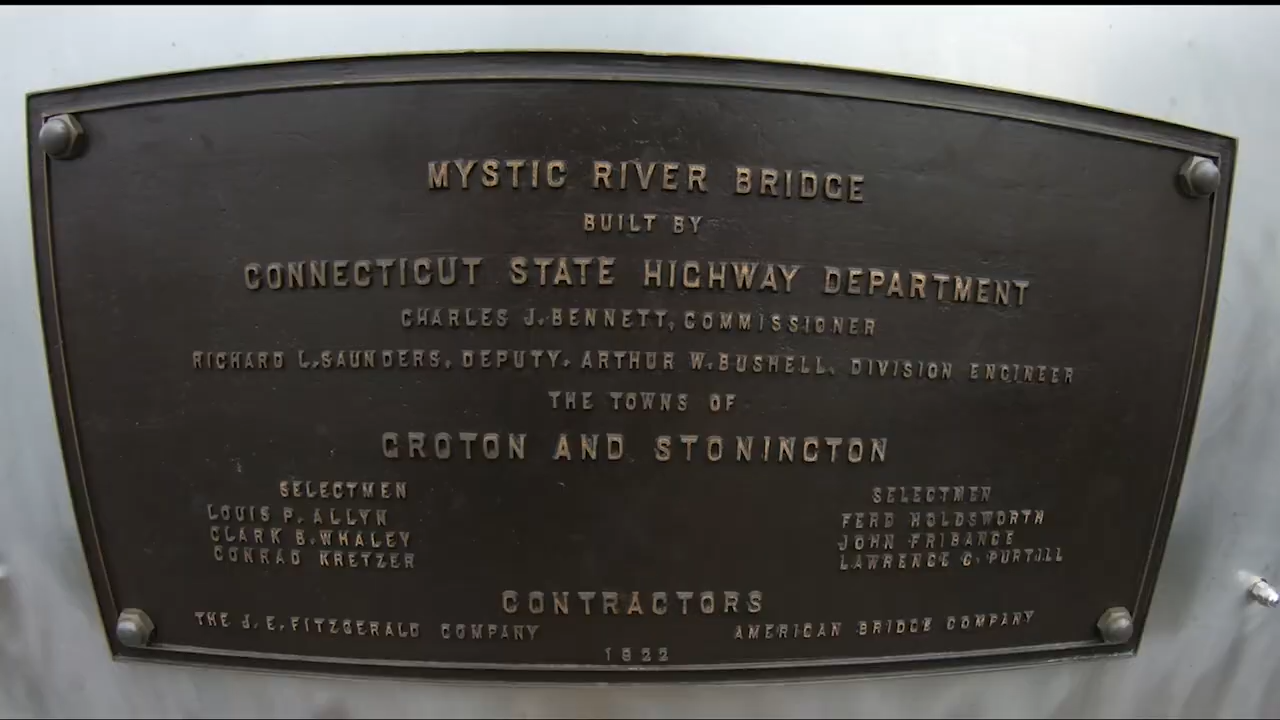 MYSTIC RIVER BRIDGE
BUILT BY
CONNECTICUT STATE HIGHWAY DEPARTMENT
CHARLES J. BENNETT, COMMISSIONER
RICHARD L. SAUNDERS, DEPUTY. ARTHUR W. BUSHELL, DIVISION ENGINEER
THE TOWNS OF
GROTON AND STONINGTON
SELECTMEN
LOUIS P. ALLYN
CLARK B. WHALEY
CONRAD KRETZER
SELECTMEN
FERD HOLDSWORTH
JOHN FRIBANCE
LAWRENCE C. PURTILL
CONTRACTORS
THE J. E. FITZGERALD COMPANY
AMERICAN BRIDGE COMPANY
1922